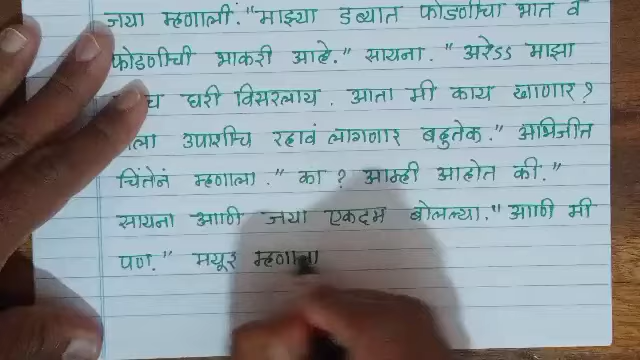 जया म्हणाली. "माझ्या डब्यात फोडणीचा भात व
फोडणीची भाकरी आहे." सायना. "अरेऽऽ माझा
घरी विसरलाय. आता मी काय खाणार?
उपाशीच रहावं लागणार बहुतेक." अभिजीत
चिंतेनं म्हणाला. "का? आम्ही आहोत की."
सायना आणि जया एकदम बोलल्या. "आणि मी
पण." मयूर म्हणाला